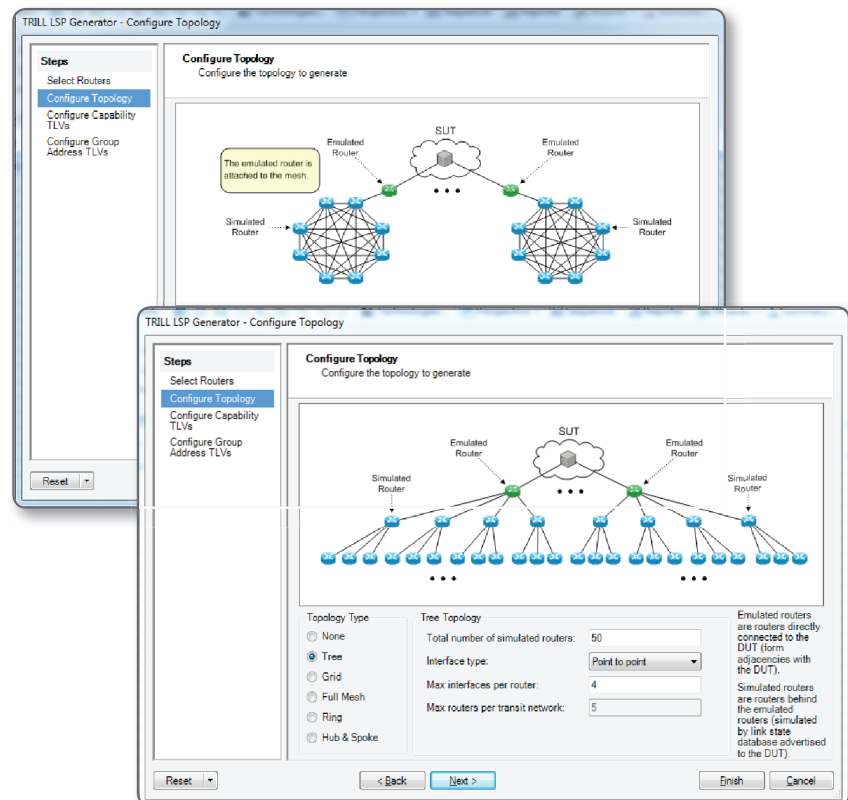 TRILL LSP Generator - Configure Topology
Steps
Select Routers
Configure Topology
Configure Capability
TLVs
Configure Group
Address TLVs
Configure Topology
Configure the topology to generate
SUT
Emulated
Router
Emulated
Router
The emulated router is
attached to the mesh.
Simulated
Router
Simulated
Router
Reset
TRILL LSP Generator - Configure Topology
Steps
Select Routers
Configure Topology
Configure Capability
TLVs
Configure Group
Address TLVs
Configure Topology
Configure the topology to generate
SUT
Emulated
Router
Emulated
Router
Simulated
Router
Simulated
Router
Topology Type
None
Tree
Grid
Full Mesh
Ring
Hub & Spoke
Tree Topology
Total number of simulated routers: 50
Interface type: Point to point
Max interfaces per router: 4
Max routers per transit network: 5
Emulated routers
are routers directly
connected to the
DUT (form
adjacencies with
the DUT).
Simulated routers
are routers behind
the emulated
routers (simulated
by link state
database advertised
to the DUT).
Reset
< Back
Next >
Finish
Cancel